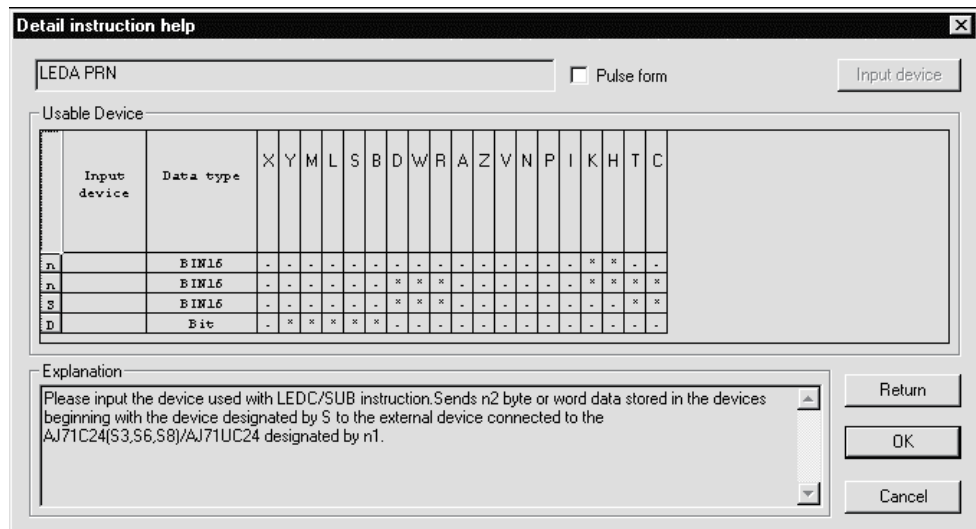 Detail instruction help
LEDA PRN
Pulse form
Input device
Usable Device
Input device Data type X Y M L S B D W R A Z V N P I K H T C
n BIN16 - - - - - - - - - - - - - - - * * - -
n BIN16 - - - - - - * * * - - - - - - * * * *
S BIN16 - - - - - - * * * - - - - - - - - * *
D Bit - * * * * * - - - - - - - - - - - - -
Explanation
Please input the device used with LEDC/SUB instruction.Sends n2 byte or word data stored in the devices
beginning with the device designated by S to the external device connected to the
AJ71C24(S3,S6,S8)/AJ71UC24 designated by n1.
Return
OK
Cancel